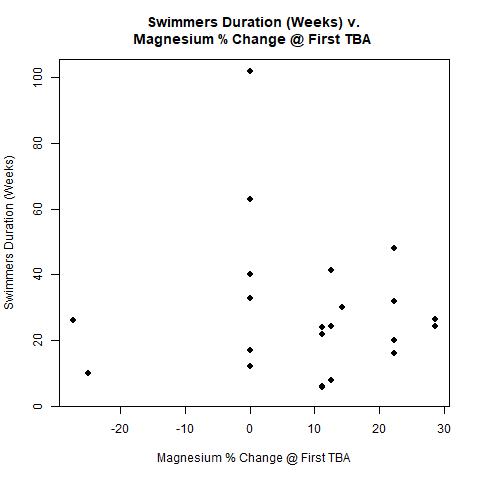 Swimmers Duration (Weeks) v.
Magnesium % Change @ First TBA
Swimmers Duration (Weeks)
100
80
60
40
20
0
-20 -10 0 10 20 30
Magnesium % Change @ First TBA